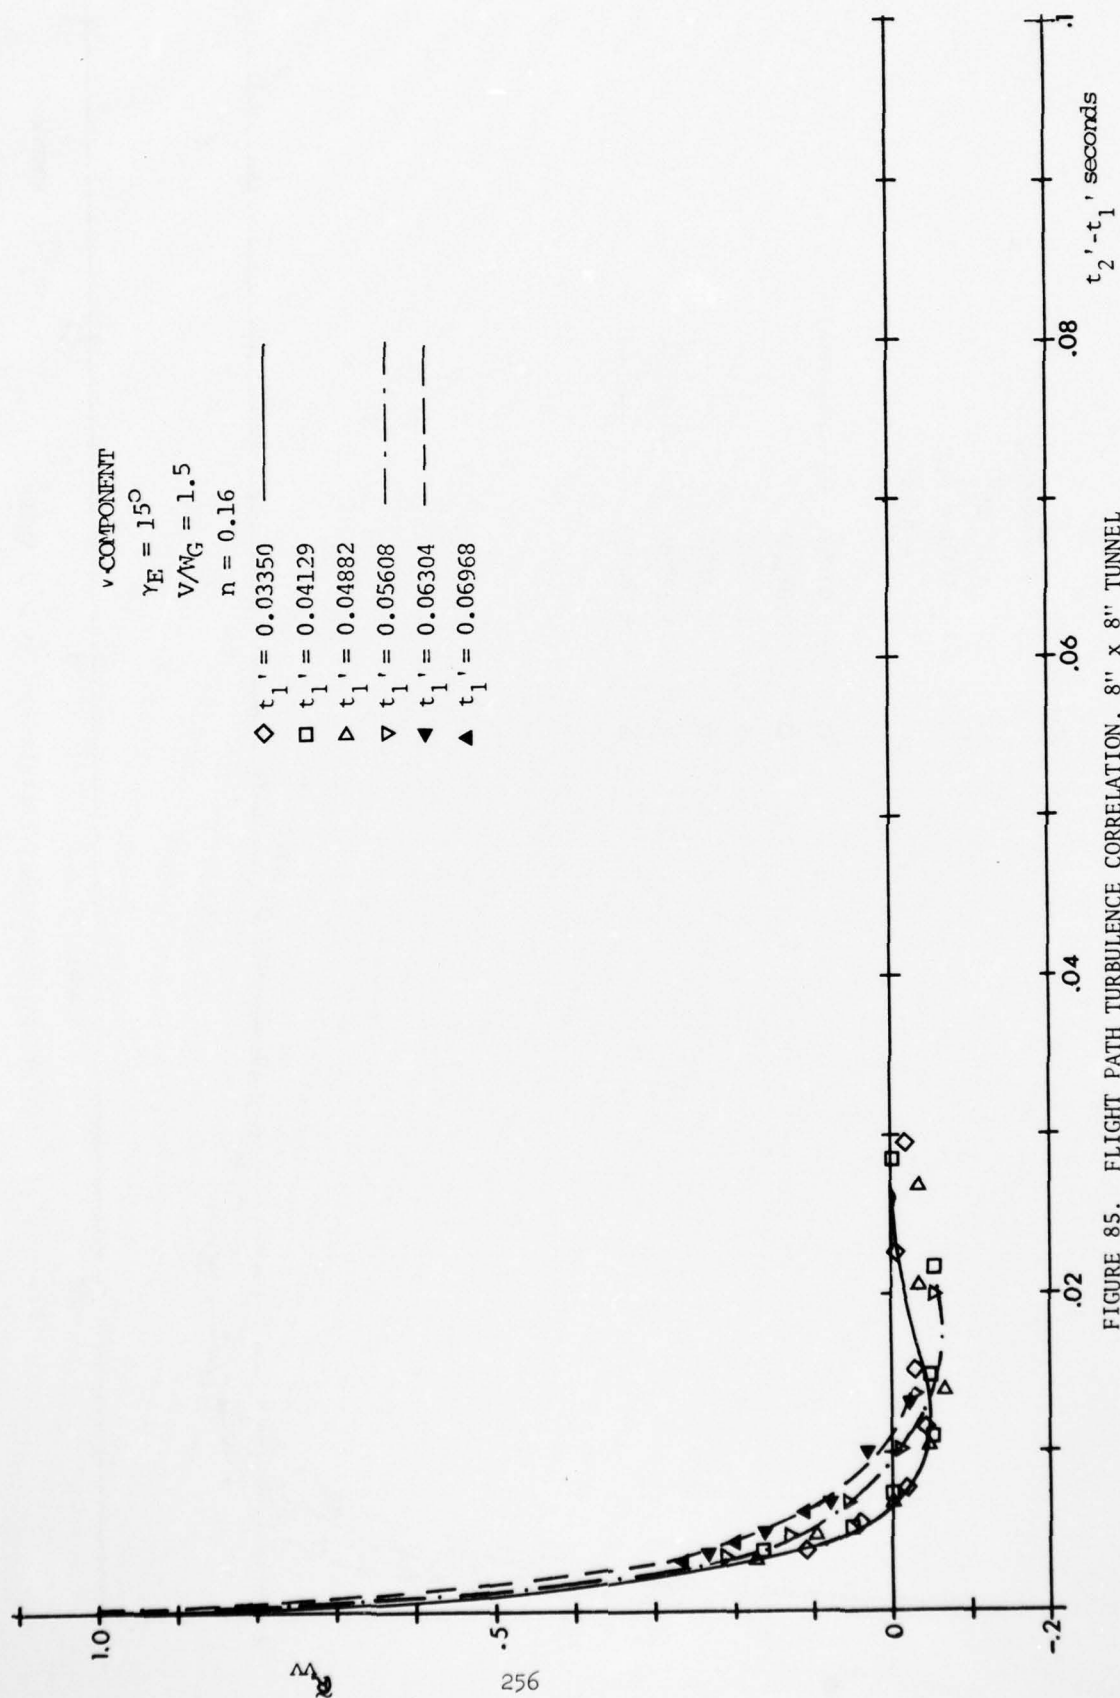 v-COMPONENT
γE = 15°
V/WG = 1.5
n = 0.16
◇ t1' = 0.03350
□ t1' = 0.04129
△ t1' = 0.04882
▽ t1' = 0.05608
◀ t1' = 0.06304
▲ t1' = 0.06968
1.0
.5
0
-.2
.02
.04
.06
.08
.1
t2'-t1' seconds
FIGURE 85. FLIGHT PATH TURBULENCE CORRELATION, 8" x 8" TUNNEL
256